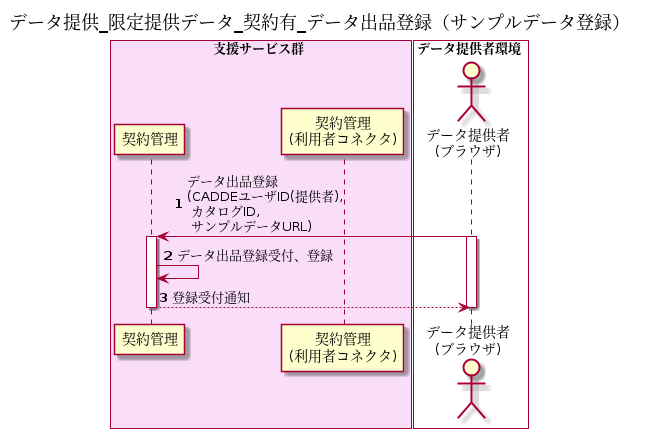 データ提供_限定提供データ_契約有_データ出品登録（サンプルデータ登録）
支援サービス群
データ提供者環境
契約管理
契約管理
(利用者コネクタ)
データ提供者
(ブラウザ)
1 データ出品登録
(CADDEユーザID(提供者),
カタログID,
サンプルデータURL)
2 データ出品登録受付、登録
3 登録受付通知
契約管理
契約管理
(利用者コネクタ)
データ提供者
(ブラウザ)